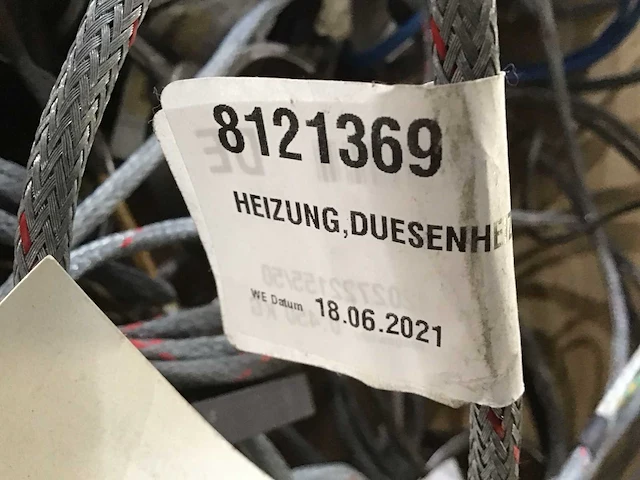 8121369
HEIZUNG,DUESENHE
WE Datum 18.06.2021